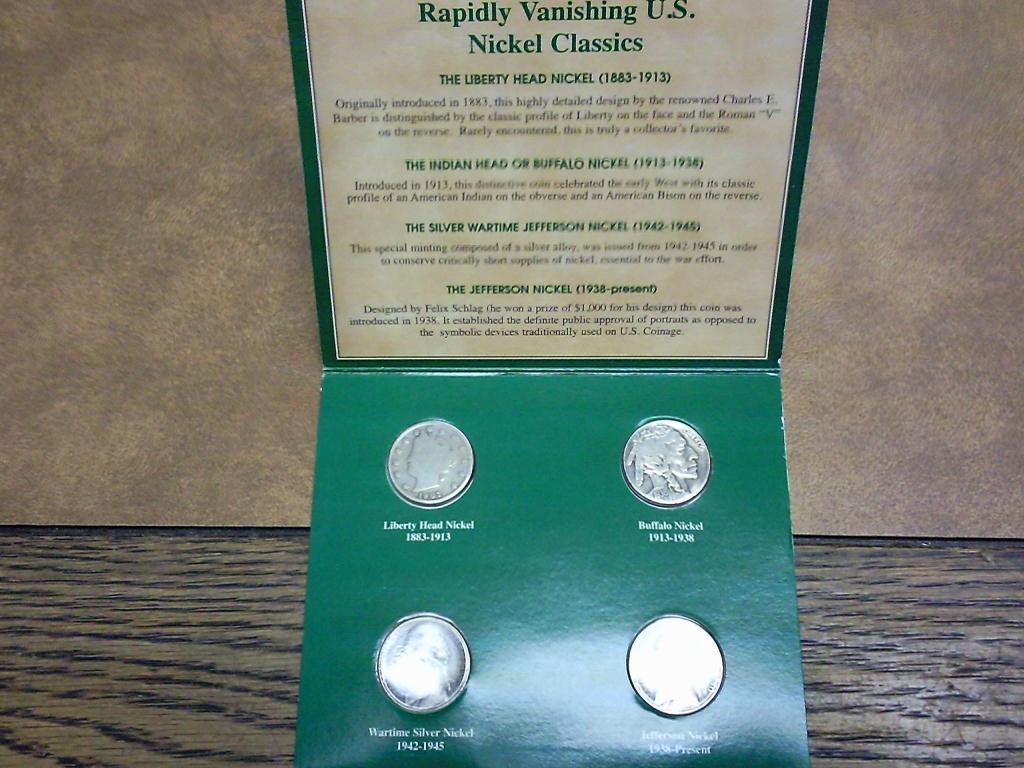 Rapidly Vanishing U.S.
Nickel Classics
THE LIBERTY HEAD NICKEL (1883-1913)
Originally introduced in 1883, this highly detailed design by the renowned Charles E.
Barber is distinguished by the classic profile of Liberty on the face and the Roman "V"
on the reverse. Rarely encountered, this is truly a collector's favorite.
THE INDIAN HEAD OR BUFFALO NICKEL (1913-1938)
Introduced in 1913, this distinctive coin celebrated the early West with its classic
profile of an American Indian on the obverse and an American Bison on the reverse.
THE SILVER WARTIME JEFFERSON NICKEL (1942-1945)
This special minting composed of a silver alloy, was issued from 1942-1945 in order
to conserve critically short supplies of nickel, essential to the war effort.
THE JEFFERSON NICKEL (1938-present)
Designed by Felix Schlag (he won a prize of $1,000 for his design) this coin was
introduced in 1938. It established the definite public approval of portraits as opposed to
the symbolic devices traditionally used on U.S. Coinage.
Liberty Head Nickel
1883-1913
Buffalo Nickel
1913-1938
Wartime Silver Nickel
1942-1945
Jefferson Nickel
1938-Present